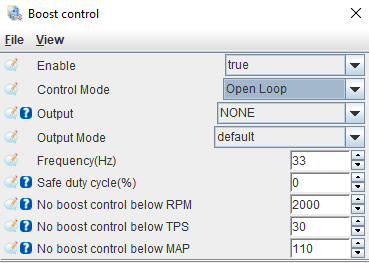 Boost control
File View
Enable true
Control Mode Open Loop
Output NONE
Output Mode default
Frequency(Hz) 33
Safe duty cycle(%) 0
No boost control below RPM 2000
No boost control below TPS 30
No boost control below MAP 110